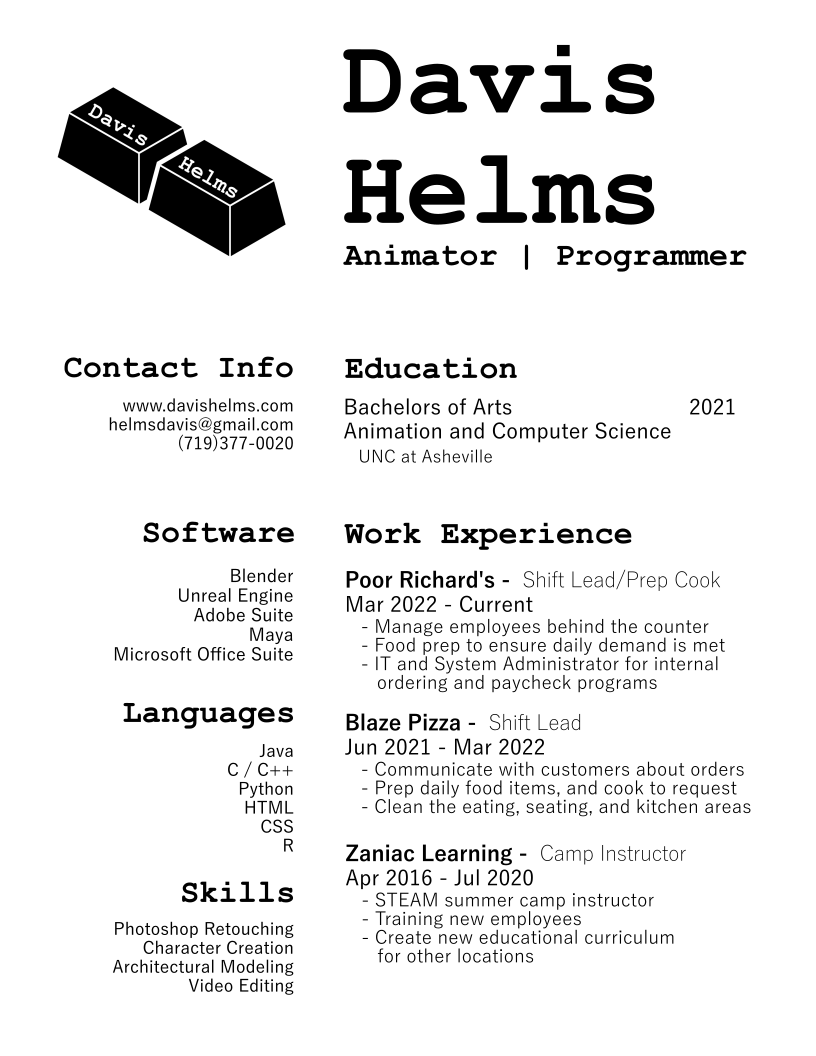 Davis
Helms
Davis
Helms
Animator | Programmer
Contact Info
www.davishelms.com
helmsdavis@gmail.com
(719)377-0020
Software
Blender
Unreal Engine
Adobe Suite
Maya
Microsoft Office Suite
Languages
Java
C / C++
Python
HTML
CSS
R
Skills
Photoshop Retouching
Character Creation
Architectural Modeling
Video Editing
Education
Bachelors of Arts 2021
Animation and Computer Science
UNC at Asheville
Work Experience
Poor Richard's - Shift Lead/Prep Cook
Mar 2022 - Current
- Manage employees behind the counter
- Food prep to ensure daily demand is met
- IT and System Administrator for internal
ordering and paycheck programs
Blaze Pizza - Shift Lead
Jun 2021 - Mar 2022
- Communicate with customers about orders
- Prep daily food items, and cook to request
- Clean the eating, seating, and kitchen areas
Zaniac Learning - Camp Instructor
Apr 2016 - Jul 2020
- STEAM summer camp instructor
- Training new employees
- Create new educational curriculum
for other locations